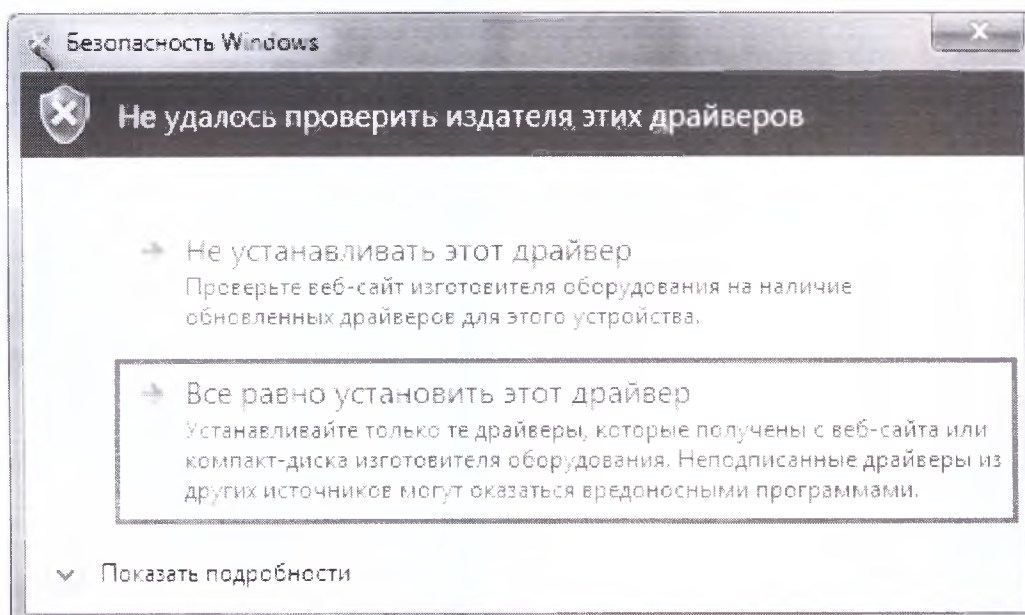 Безопасность Windows
Не удалось проверить издателя этих драйверов
Не устанавливать этот драйвер
Проверьте веб-сайт изготовителя оборудования на наличие
обновленных драйверов для этого устройства.
Все равно установить этот драйвер
Устанавливайте только те драйверы, которые получены с веб-сайта или
компакт-диска изготовителя оборудования. Неподписанные драйверы из
других источников могут оказаться вредоносными программами.
Показать подробности